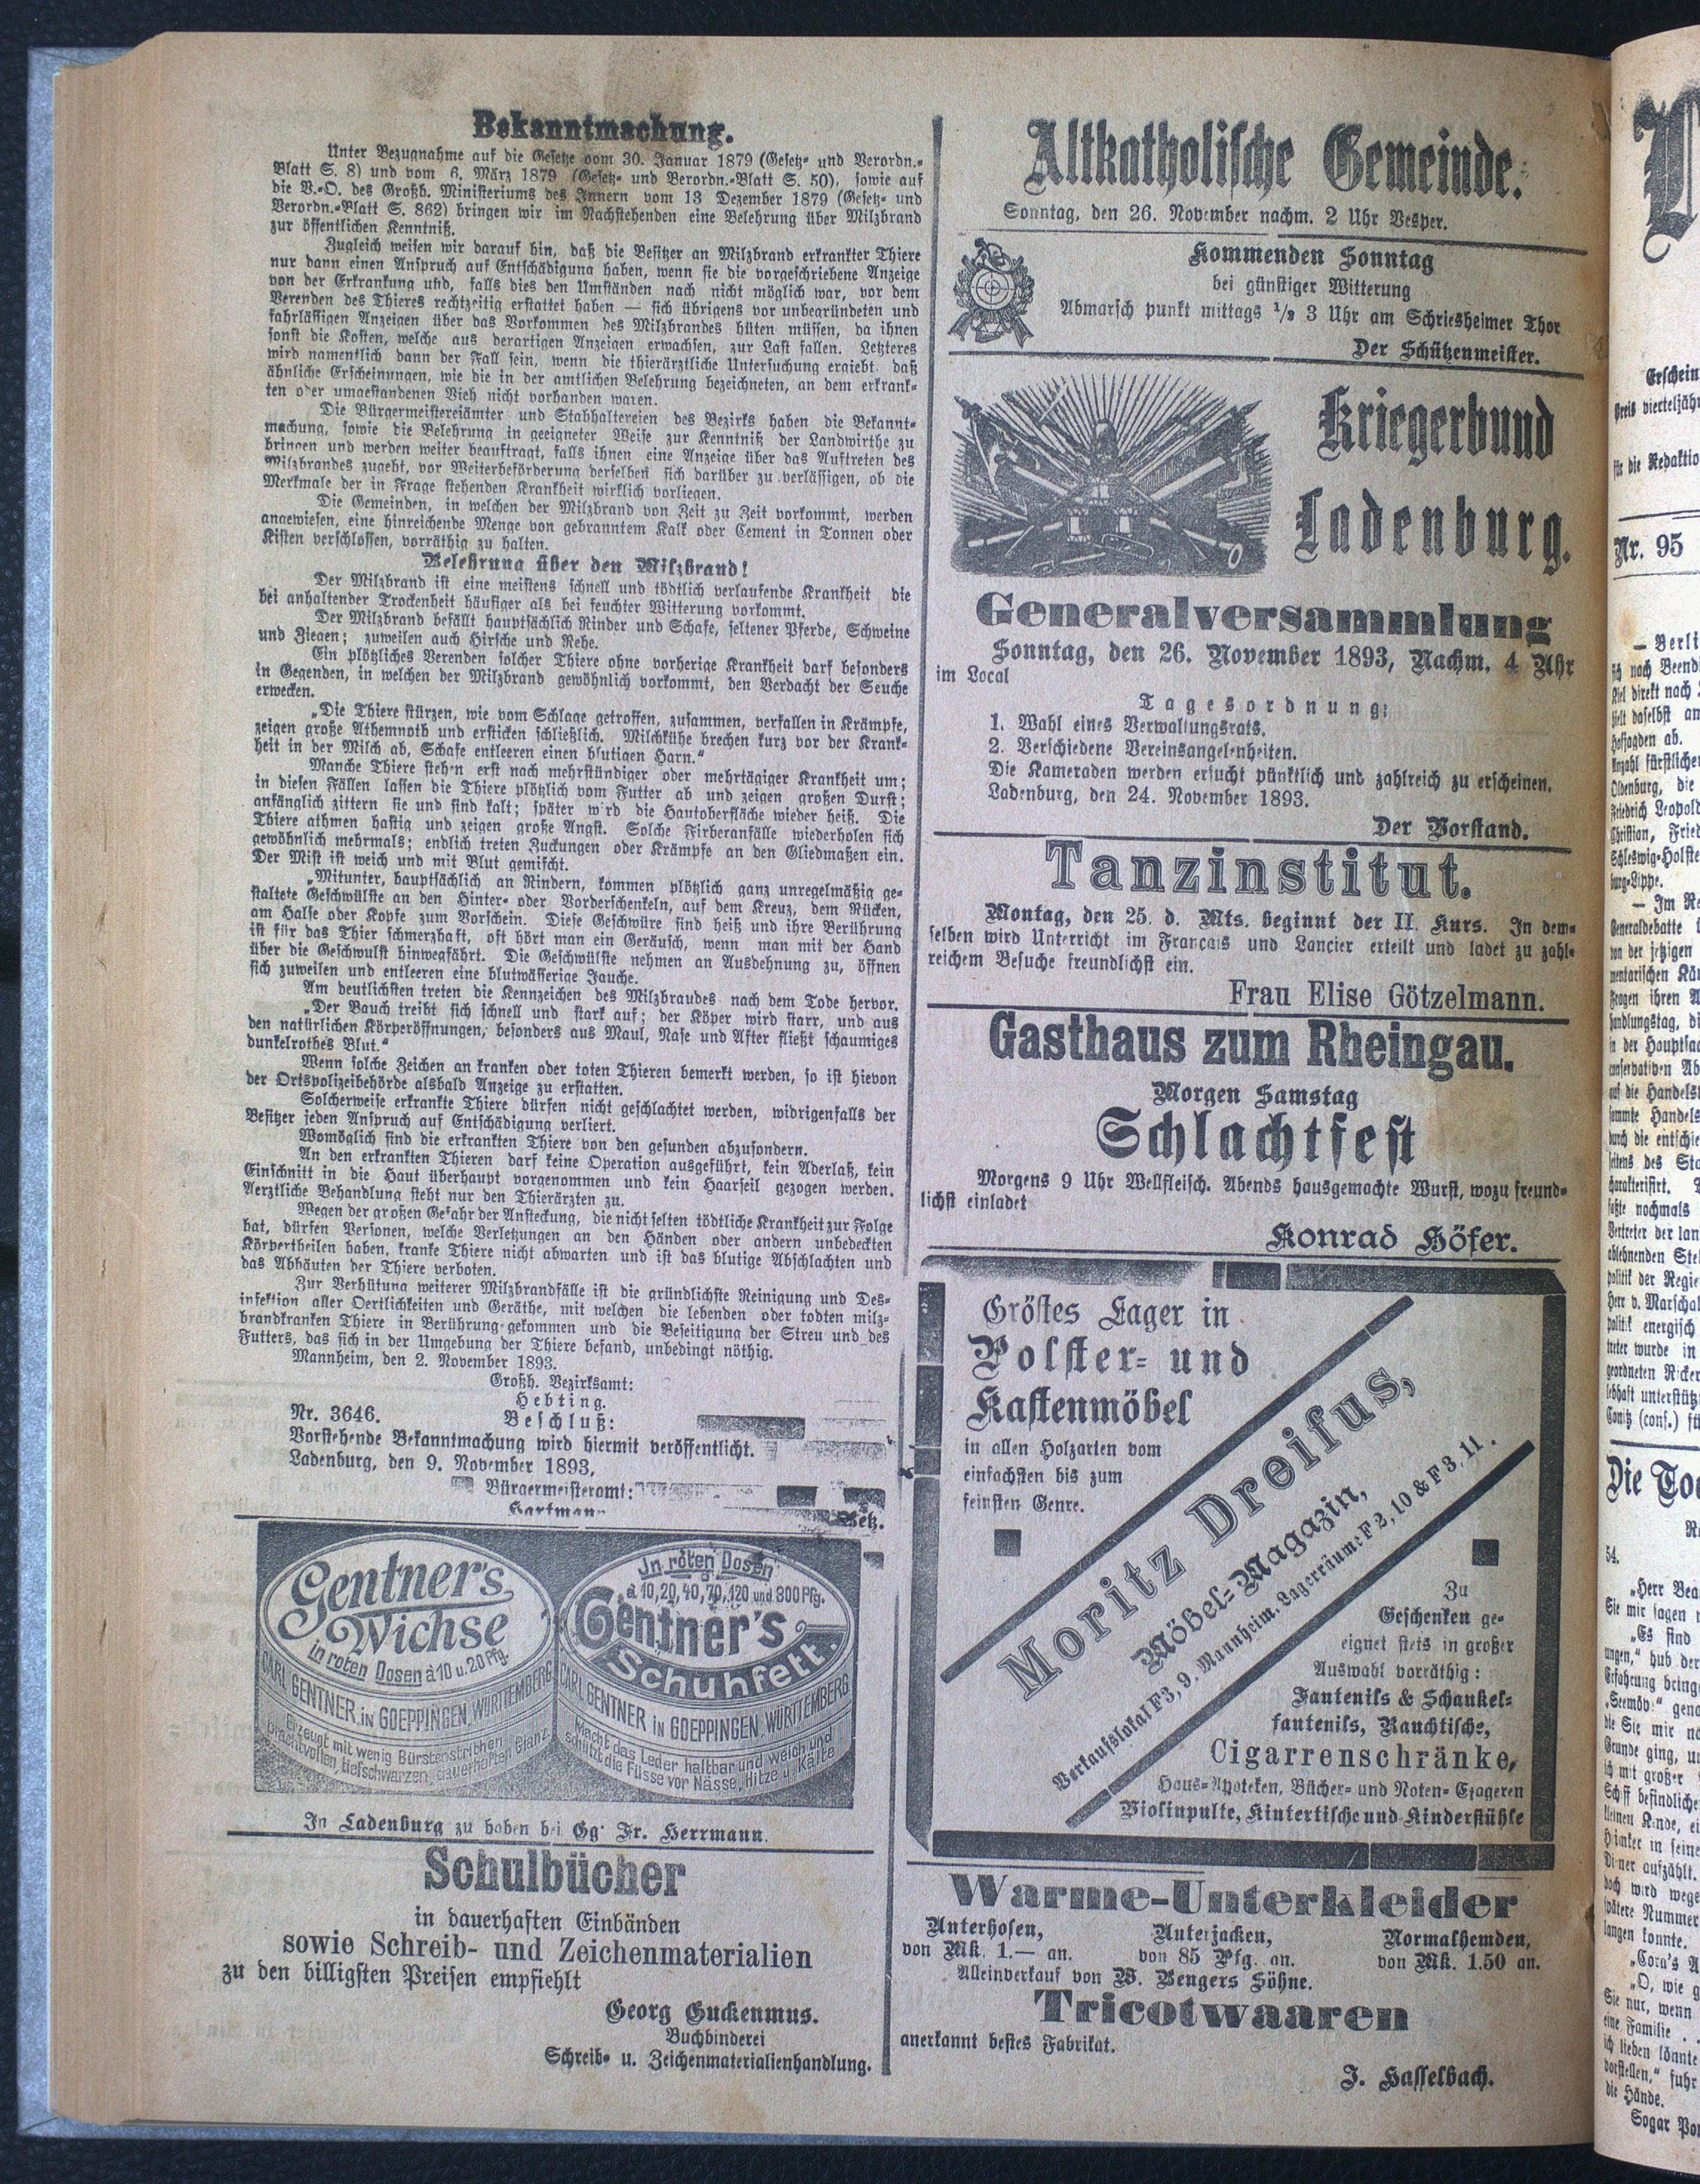 Bekanntmachung.
Unter Bezugnahme auf die Gesetze vom 30. Januar 1879 (Gesetz- und Verordn.-
Blatt S. 8) und vom 6. März 1879 (Gesetz- und Verordn.-Blatt S. 50), sowie auf
die V.-O. des Großh. Ministeriums des Innern vom 13 Dezember 1879 (Gesetz- und
Verordn.-Blatt S. 862) bringen wir im Nachstehenden eine Belehrung über Milzbrand
zur öffentlichen Kenntniß.
Zugleich weisen wir darauf hin, daß die Besitzer an Milzbrand erkrankter Thiere
nur dann einen Anspruch auf Entschädigung haben, wenn sie die vorgeschriebene Anzeige
von der Erkrankung und, falls dies den Umständen nach nicht möglich war, vor dem
Verenden des Thieres rechtzeitig erstattet haben — sich übrigens vor unbegründeten und
fahrlässigen Anzeigen über das Vorkommen des Milzbrandes hüten müssen, da ihnen
sonst die Kosten, welche aus derartigen Anzeigen erwachsen, zur Last fallen. Letzteres
wird namentlich dann der Fall sein, wenn die thierärztliche Untersuchung ergiebt. daß
ähnliche Erscheinungen, wie die in der amtlichen Belehrung bezeichneten, an dem erkrank-
ten oder umgestandenen Vieh nicht vorhanden waren.
Die Bürgermeistereiämter und Stabhaltereien des Bezirks haben die Bekannt-
machung, sowie die Belehrung in geeigneter Weise zur Kenntniß der Landwirthe zu
bringen und werden weiter beauftragt, falls ihnen eine Anzeige über das Auftreten des
Milzbrandes zugeht, vor Weiterbeförderung derselben sich darüber zu verlässigen, ob die
Merkmale der in Frage stehenden Krankheit wirklich vorliegen.
Die Gemeinden, in welchen der Milzbrand von Zeit zu Zeit vorkommt, werden
angewiesen, eine hinreichende Menge von gebranntem Kalk oder Cement in Tonnen oder
Kisten verschlossen, vorräthig zu halten.
Belehrung über den Milzbrand!
Der Milzbrand ist eine meistens schnell und tödtlich verlaufende Krankheit die
bei anhaltender Trockenheit häufiger als bei feuchter Witterung vorkommt.
Der Milzbrand befällt hauptsächlich Rinder und Schafe, seltener Pferde, Schweine
und Ziegen; zuweilen auch Hirsche und Rehe.
Ein plötzliches Verenden solcher Thiere ohne vorherige Krankheit darf besonders
in Gegenden, in welchen der Milzbrand gewöhnlich vorkommt, den Verdacht der Seuche
erwecken.
„Die Thiere stürzen, wie vom Schlage getroffen, zusammen, verfallen in Krämpfe,
zeigen große Athemnoth und ersticken schließlich. Milchkühe brechen kurz vor der Krank-
heit in der Milch ab, Schafe entleeren einen blutigen Harn.“
Manche Thiere stehen erst nach mehrstündiger oder mehrtägiger Krankheit um;
in diesen Fällen lassen die Thiere plötzlich vom Futter ab und zeigen großen Durst;
anfänglich zittern sie und sind kalt; später wird die Hautoberfläche wieder heiß. Die
Thiere athmen hastig und zeigen große Angst. Solche Firberanfälle wiederholen sich
gewöhnlich mehrmals; endlich treten Zuckungen oder Krämpfe an den Gliedmaßen ein.
Der Mist ist weich und mit Blut gemischt.
„Mitunter, hauptsächlich an Rindern, kommen plötzlich ganz unregelmäßig ge-
staltete Geschwülste an den Hinter- oder Vorderschenkeln, auf dem Kreuz, dem Rücken,
am Halse oder Kopfe zum Vorschein. Diese Geschwüre sind heiß und ihre Berührung
ist für das Thier schmerzhaft, oft hört man ein Geräusch, wenn man mit der Hand
über die Geschwulst hinwegfährt. Die Geschwülste nehmen an Ausdehnung zu, öffnen
sich zuweilen und entleeren eine blutwässerige Jauche.
Am deutlichsten treten die Kennzeichen des Milzbraudes nach dem Tode hervor.
„Der Bauch treibt sich schnell und stark auf; der Köper wird starr, und aus
den natürlichen Körperöffnungen, besonders aus Maul, Nase und After fließt schaumiges
dunkelrothes Blut.“
Wenn solche Zeichen an kranken oder toten Thieren bemerkt werden, so ist hievon
der Ortspolizeibehörde alsbald Anzeige zu erstatten.
Solcherweise erkrankte Thiere dürfen nicht geschlachtet werden, widrigenfalls der
Besitzer jeden Anspruch auf Entschädigung verliert.
Womöglich sind die erkrankten Thiere von den gesunden abzusondern.
An den erkrankten Thieren darf keine Operation ausgeführt, kein Aderlaß, kein
Einschnitt in die Haut überhaupt vorgenommen und kein Haarseil gezogen werden.
Aerztliche Behandlung steht nur den Thierärzten zu.
Wegen der großen Gefahr der Ansteckung, die nicht selten tödtliche Krankheit zur Folge
hat, dürfen Personen, welche Verletzungen an den Händen oder andern unbedeckten
Körpertheilen haben, kranke Thiere nicht abwarten und ist das blutige Abschlachten und
das Abhäuten der Thiere verboten.
Zur Verhütung weiterer Milzbrandfälle ist die gründlichste Reinigung und Des-
infektion aller Oertlichkeiten und Geräthe, mit welchen die lebenden oder todten milz-
brandkranken Thiere in Berührung gekommen und die Beseitigung der Streu und des
Futters, das sich in der Umgebung der Thiere befand, unbedingt nöthig.
Mannheim, den 2. November 1893.
Großh. Bezirksamt:
Hebting.
Nr. 3646. Beschluß:
Vorstehende Bekanntmachung wird hiermit veröffentlicht.
Ladenburg, den 9. November 1893,
Bürgermeisteramt:
Hartmann
Betz.
Gentner's
Wichse
in roten Dosen à 10 u. 20 Pfg.
CARL GENTNER in GOEPPINGEN, WÜRTTEMBERG
Erzeugt mit wenig Bürstenstrichen
prachtvollen, tiefschwarzen, dauerhaften Glanz.
In roten Dosen
à 10, 20, 40, 70, 120 und 300 Pfg.
Gentner's
Schuhfett.
CARL GENTNER in GOEPPINGEN, WÜRTTEMBERG
Macht das Leder haltbar und weich und
schützt die Füsse vor Nässe, Hitze u. Kälte
In Ladenburg zu haben bei Gg. Fr. Herrmann.
Schulbücher
in dauerhaften Einbänden
sowie Schreib- und Zeichenmaterialien
zu den billigsten Preisen empfiehlt
Georg Guckenmus.
Buchbinderei
Schreib- u. Zeichenmaterialienhandlung.
Altkatholische Gemeinde.
Sonntag, den 26. November nachm. 2 Uhr Vesper.
Kommenden Sonntag
bei günstiger Witterung
Abmarsch punkt mittags 1/2 3 Uhr am Schriesheimer Thor
Der Schützenmeister.
Kriegerbund
Ladenburg.
Generalversammlung
Sonntag, den 26. November 1893, Nachm. 4 Uhr
im Local
Tagesordnung:
1. Wahl eines Verwaltungsrats.
2. Verschiedene Vereinsangelenheiten.
Die Kameraden werden ersucht pünktlich und zahlreich zu erscheinen.
Ladenburg, den 24. November 1893.
Der Vorstand.
Tanzinstitut.
Montag, den 25. d. Mts. beginnt der II. Kurs. In dem-
selben wird Unterricht im Français und Lancier erteilt und ladet zu zahl-
reichem Besuche freundlichst ein.
Frau Elise Götzelmann.
Gasthaus zum Rheingau.
Morgen Samstag
Schlachtfest
Morgens 9 Uhr Wellfleisch. Abends hausgemachte Wurst, wozu freund-
lichst einladet
Konrad Höfer.
Gröstes Lager in
Polster- und
Kastenmöbel
in allen Holzarten vom
einfachsten bis zum
feinsten Genre.
Moritz Dreifus,
Möbel-Magazin,
Verkaufslokal F3, 9. Mannheim. Lagerräume F 2, 10 & F 3, 11.
Zu
Geschenken ge-
eignet stets in großer
Auswahl vorräthig:
Fautenils & Schaukel-
fautenils, Rauchtische,
Cigarrenschränke,
Haus-Apoteken, Bücher- und Noten-Etageren
Violinpulte, Kintertische und Kinderstühle
Warme-Unterkleider
Unterhosen, Unterjacken, Normalhemden,
von Mk. 1.— an. von 85 Pfg. an. von Mk. 1.50 an.
Alleinverkauf von W. Bengers Söhne.
Tricotwaaren
anerkannt bestes Fabrikat.
J. Hasselbach.
Nr. 95